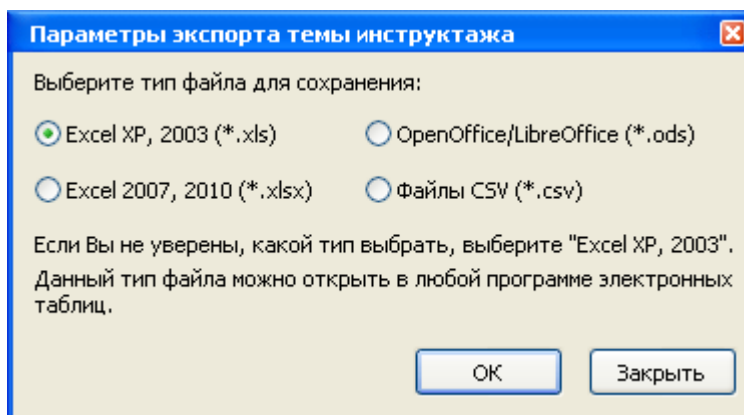 Параметры экспорта темы инструктажа
Выберите тип файла для сохранения:
Excel XP, 2003 (*.xls) OpenOffice/LibreOffice (*.ods)
Excel 2007, 2010 (*.xlsx) Файлы CSV (*.csv)
Если Вы не уверены, какой тип выбрать, выберите "Excel XP, 2003".
Данный тип файла можно открыть в любой программе электронных
таблиц.
ОК Закрыть